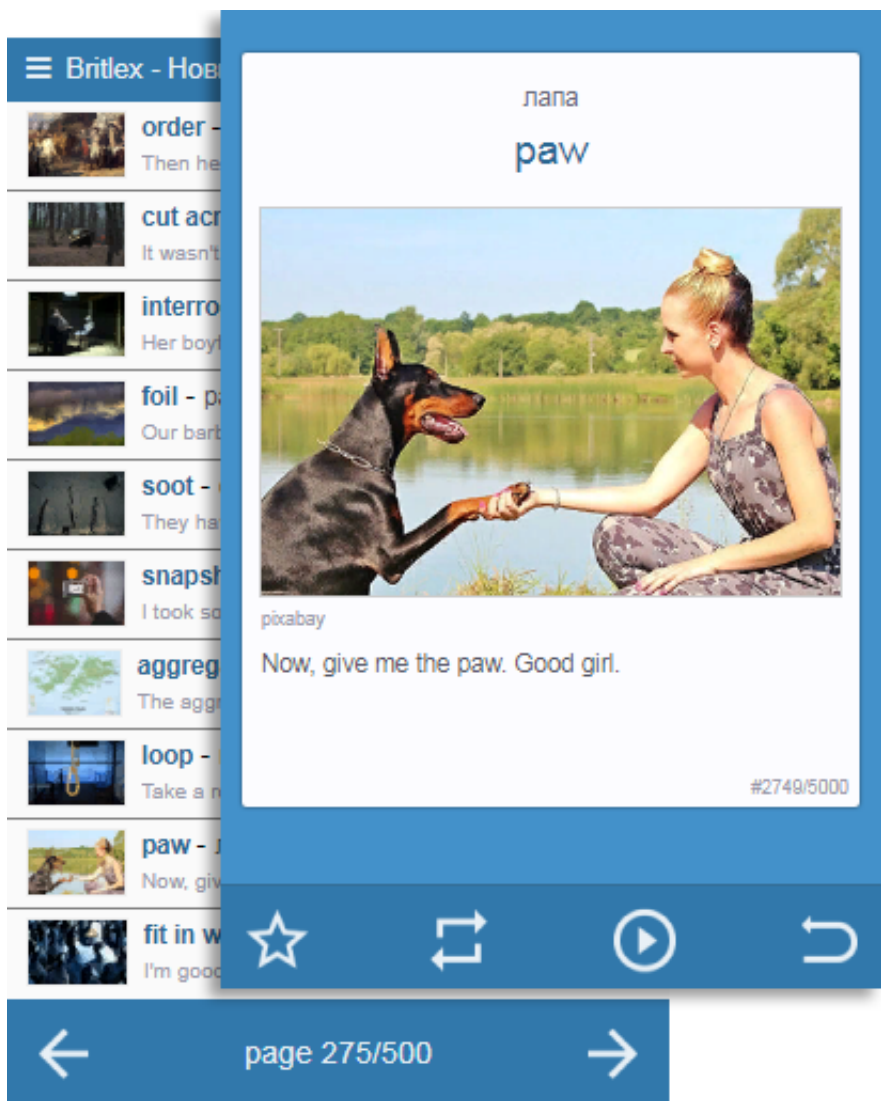 Britlex - Нов
order -
Then he
cut acr
It wasn't
interro
Her boyf
foil - ра
Our barb
soot -
They ha
snapsh
I took so
aggreg
The aggr
loop -
Take a n
paw - л
Now, giv
fit in w
I'm good
page 275/500
лапа
paw
pixabay
Now, give me the paw. Good girl.
#2749/5000